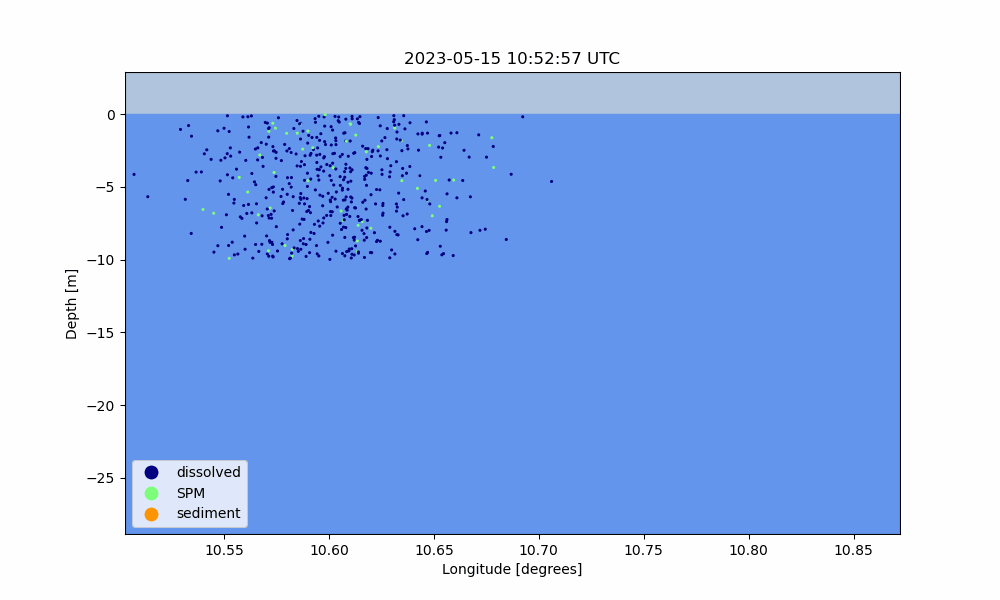 2023-05-15 10:52:57 UTC
0
−5
−10
−15
−20
−25
Depth [m]
dissolved
SPM
sediment
10.55 10.60 10.65 10.70 10.75 10.80 10.85
Longitude [degrees]